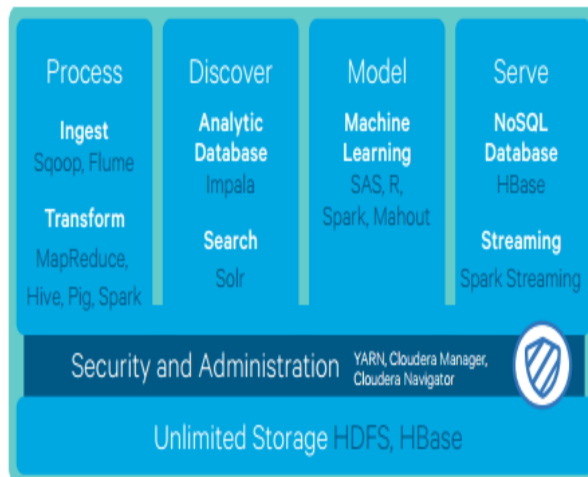 Process
Ingest
Sqoop, Flume
Transform
MapReduce,
Hive, Pig, Spark
Discover
Analytic
Database
Impala
Search
Solr
Model
Machine
Learning
SAS, R,
Spark, Mahout
Serve
NoSQL
Database
HBase
Streaming
Spark Streaming
Security and Administration YARN, Cloudera Manager,
Cloudera Navigator
Unlimited Storage HDFS, HBase